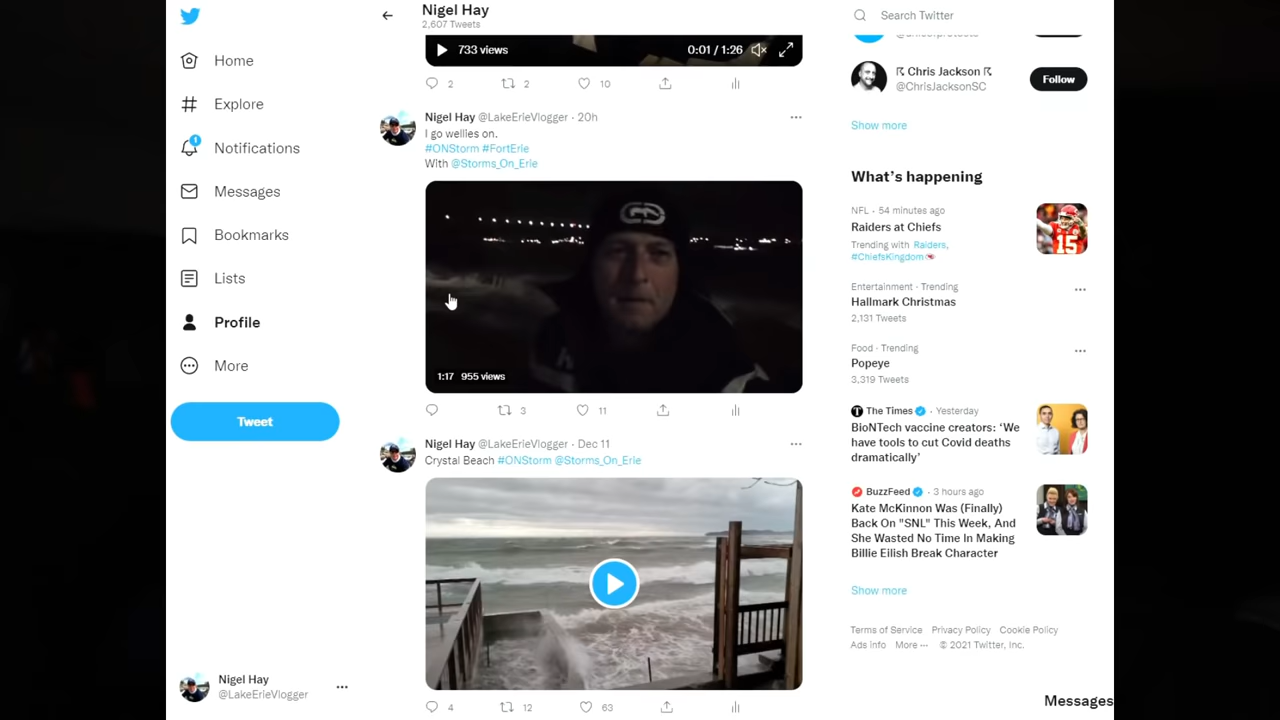 Nigel Hay
2,607 Tweets
Search Twitter
Home
Explore
1
Notifications
Messages
Bookmarks
Lists
Profile
More
Tweet
Nigel Hay
@LakeErieVlogger
733 views
0:01 / 1:26
2 2 10
Nigel Hay @LakeErieVlogger · 20h
I go wellies on.
#ONStorm #FortErie
With @Storms_On_Erie
1:17 955 views
3 11
Nigel Hay @LakeErieVlogger · Dec 11
Crystal Beach #ONStorm @Storms_On_Erie
4 12 63
Chris Jackson
@ChrisJacksonSC
Follow
Show more
What's happening
NFL · 54 minutes ago
Raiders at Chiefs
Trending with Raiders,
#ChiefsKingdom
15
Entertainment · Trending
Hallmark Christmas
2,131 Tweets
Food · Trending
Popeye
3,319 Tweets
The Times · Yesterday
BioNTech vaccine creators: ‘We
have tools to cut Covid deaths
dramatically’
BuzzFeed · 3 hours ago
Kate McKinnon Was (Finally)
Back On "SNL" This Week, And
She Wasted No Time In Making
Billie Eilish Break Character
Show more
Terms of Service Privacy Policy Cookie Policy
Ads info More ··· © 2021 Twitter, Inc.
Messages